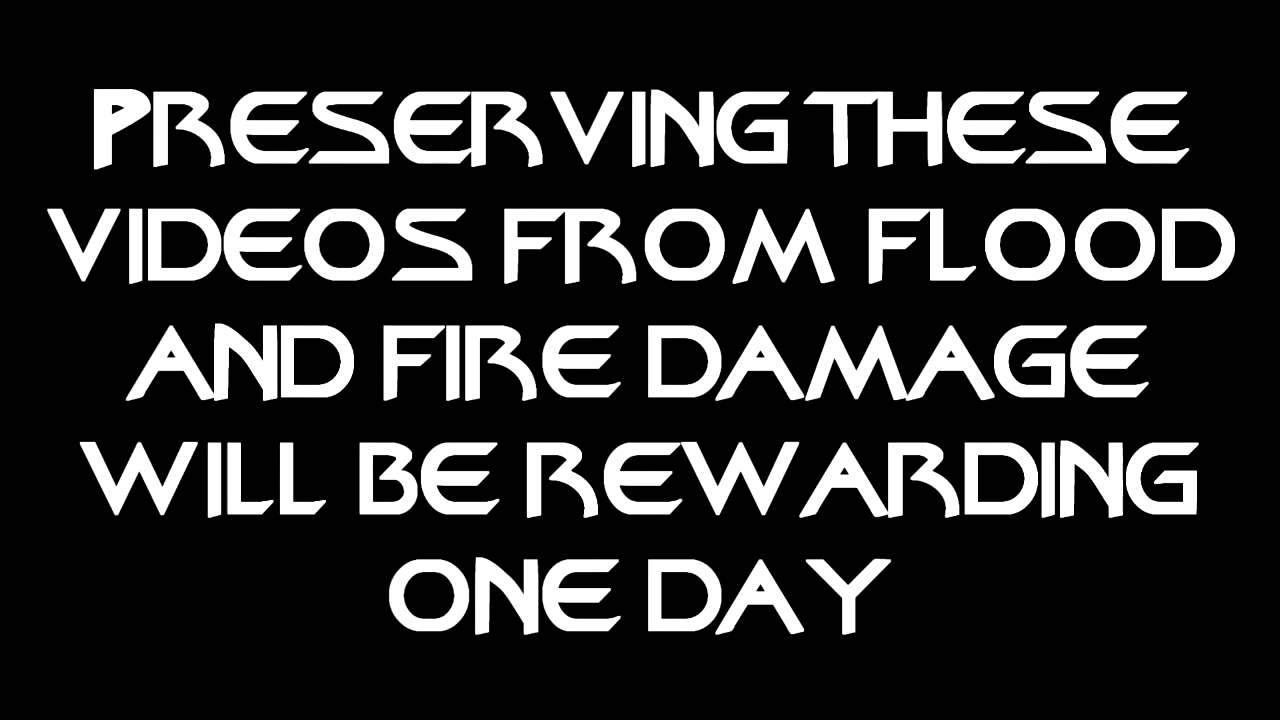 PRESERVING THESE
VIDEOS FROM FLOOD
AND FIRE DAMAGE
WILL BE REWARDING
ONE DAY